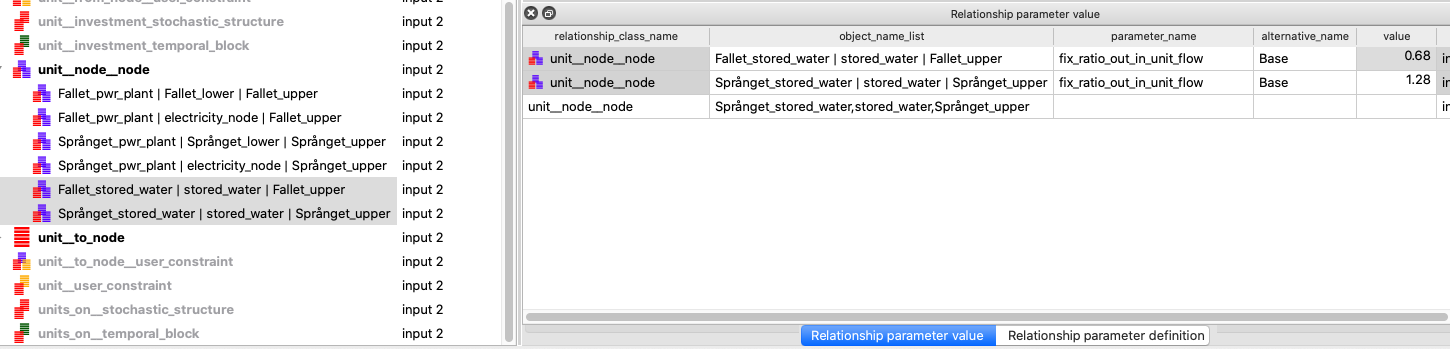 unit__from_node__user_constraint input 2
unit__investment_stochastic_structure input 2
unit__investment_temporal_block input 2
unit__node__node input 2
Fallet_pwr_plant | Fallet_lower | Fallet_upper input 2
Fallet_pwr_plant | electricity_node | Fallet_upper input 2
Språnget_pwr_plant | Språnget_lower | Språnget_upper input 2
Språnget_pwr_plant | electricity_node | Språnget_upper input 2
Fallet_stored_water | stored_water | Fallet_upper input 2
Språnget_stored_water | stored_water | Språnget_upper input 2
unit__to_node input 2
unit__to_node__user_constraint input 2
unit__user_constraint input 2
units_on__stochastic_structure input 2
units_on__temporal_block input 2
Relationship parameter value
relationship_class_name object_name_list parameter_name alternative_name value
unit__node__node Fallet_stored_water | stored_water | Fallet_upper fix_ratio_out_in_unit_flow Base 0.68 in
unit__node__node Språnget_stored_water | stored_water | Språnget_upper fix_ratio_out_in_unit_flow Base 1.28 in
unit__node__node Språnget_stored_water,stored_water,Språnget_upper in
Relationship parameter value Relationship parameter definition